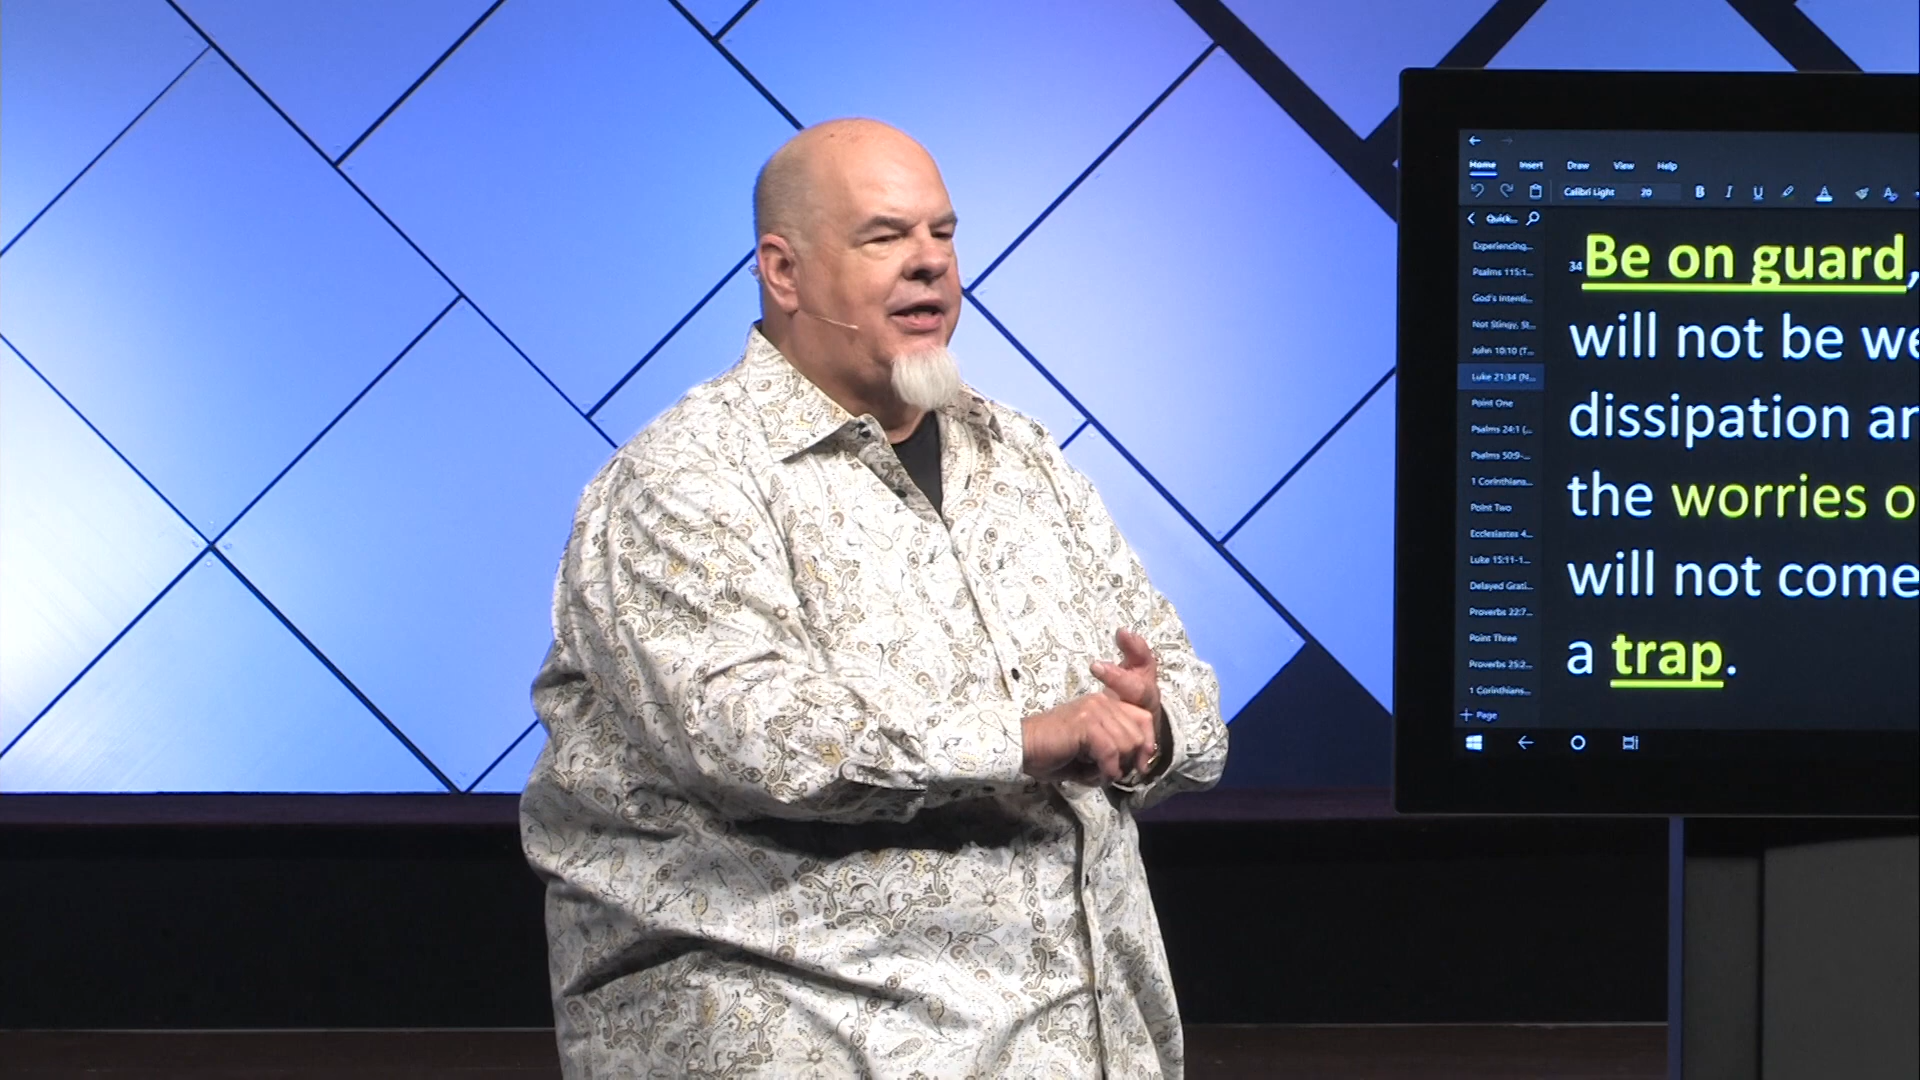 Home Insert Draw View Help
Calibri Light 20 B I U A A
Quick...
Experiencing...
Psalms 115:1...
God's Intenti...
Not Stingy, St...
John 10:10 (T...
Luke 21:34 (N...
Point One
Psalms 24:1 (...
Psalms 50:9-...
1 Corinthians...
Point Two
Ecclesiastes 4...
Luke 15:11-1...
Delayed Grati...
Proverbs 22:7...
Point Three
Proverbs 25:2...
1 Corinthians...
+ Page
34 Be on guard,
will not be we
dissipation an
the worries o
will not come
a trap.